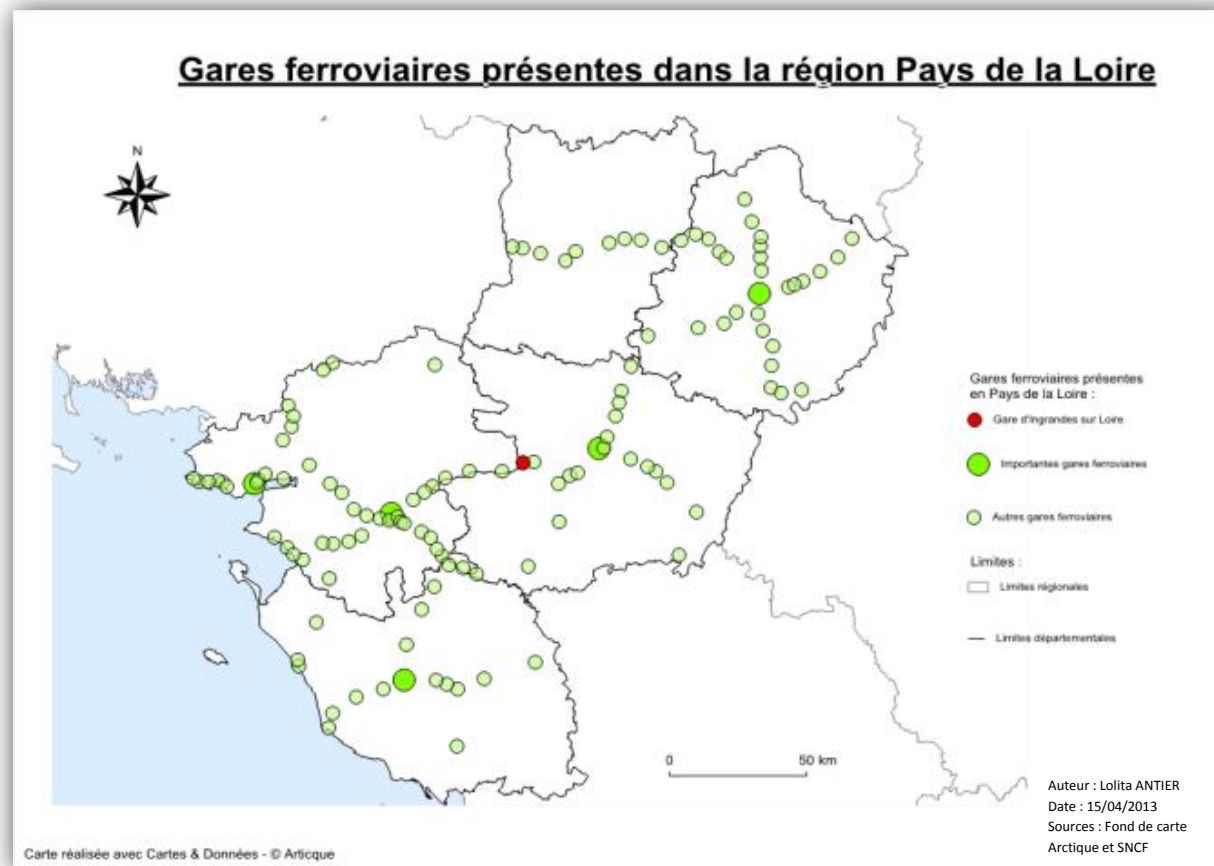 Gares ferroviaires présentes dans la région Pays de la Loire
N
Gares ferroviaires présentes
en Pays de la Loire :
Gare d'Ingrandes sur Loire
Importantes gares ferroviaires
Autres gares ferroviaires
Limites :
Limites régionales
Limites départementales
0 50 km
Auteur : Lolita ANTIER
Date : 15/04/2013
Sources : Fond de carte
Arctique et SNCF
Carte réalisée avec Cartes & Données - © Articque